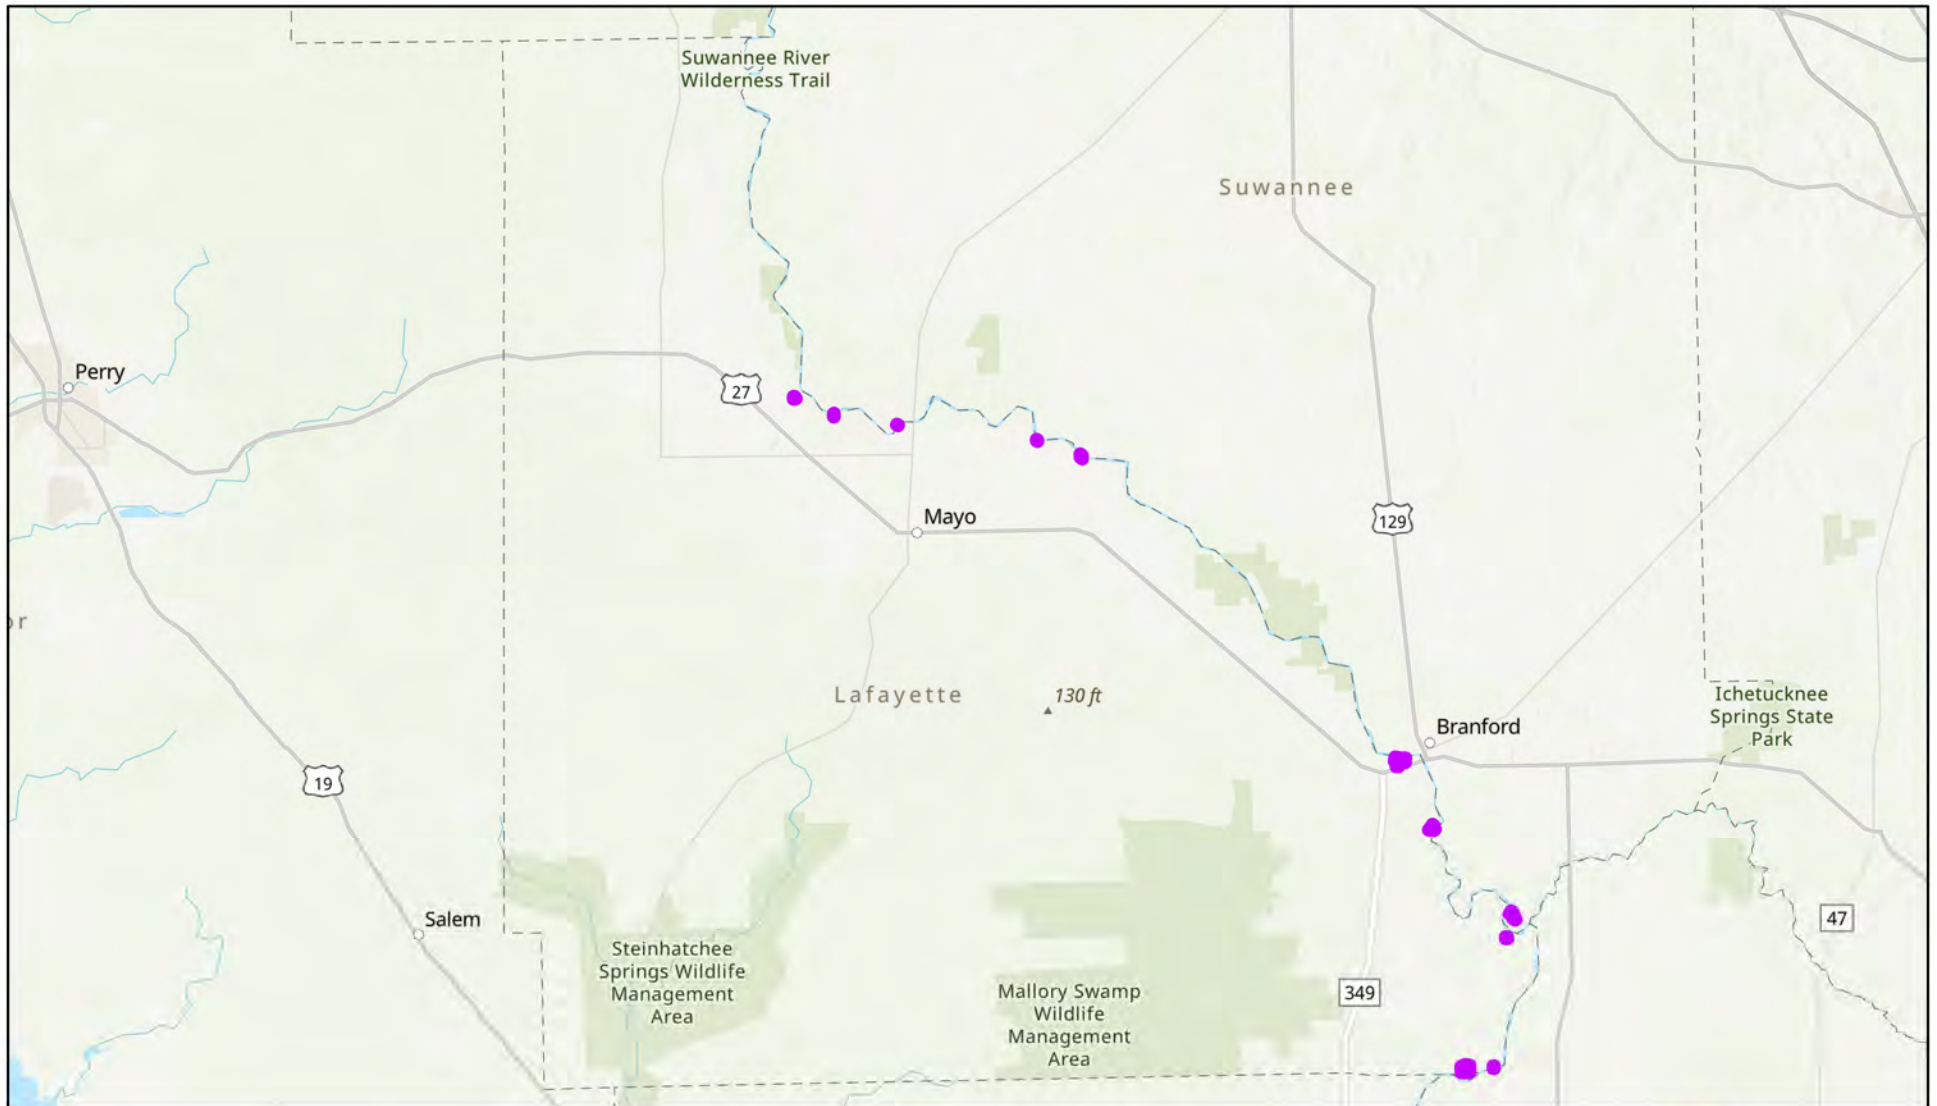 Suwannee River
Wilderness Trail
Suwannee
Perry
27
Mayo
129
or
Lafayette
130 ft
Ichetucknee
Springs State
Park
Branford
19
Salem
47
Steinhatchee
Springs Wildlife
Management
Area
Mallory Swamp
Wildlife
Management
Area
349